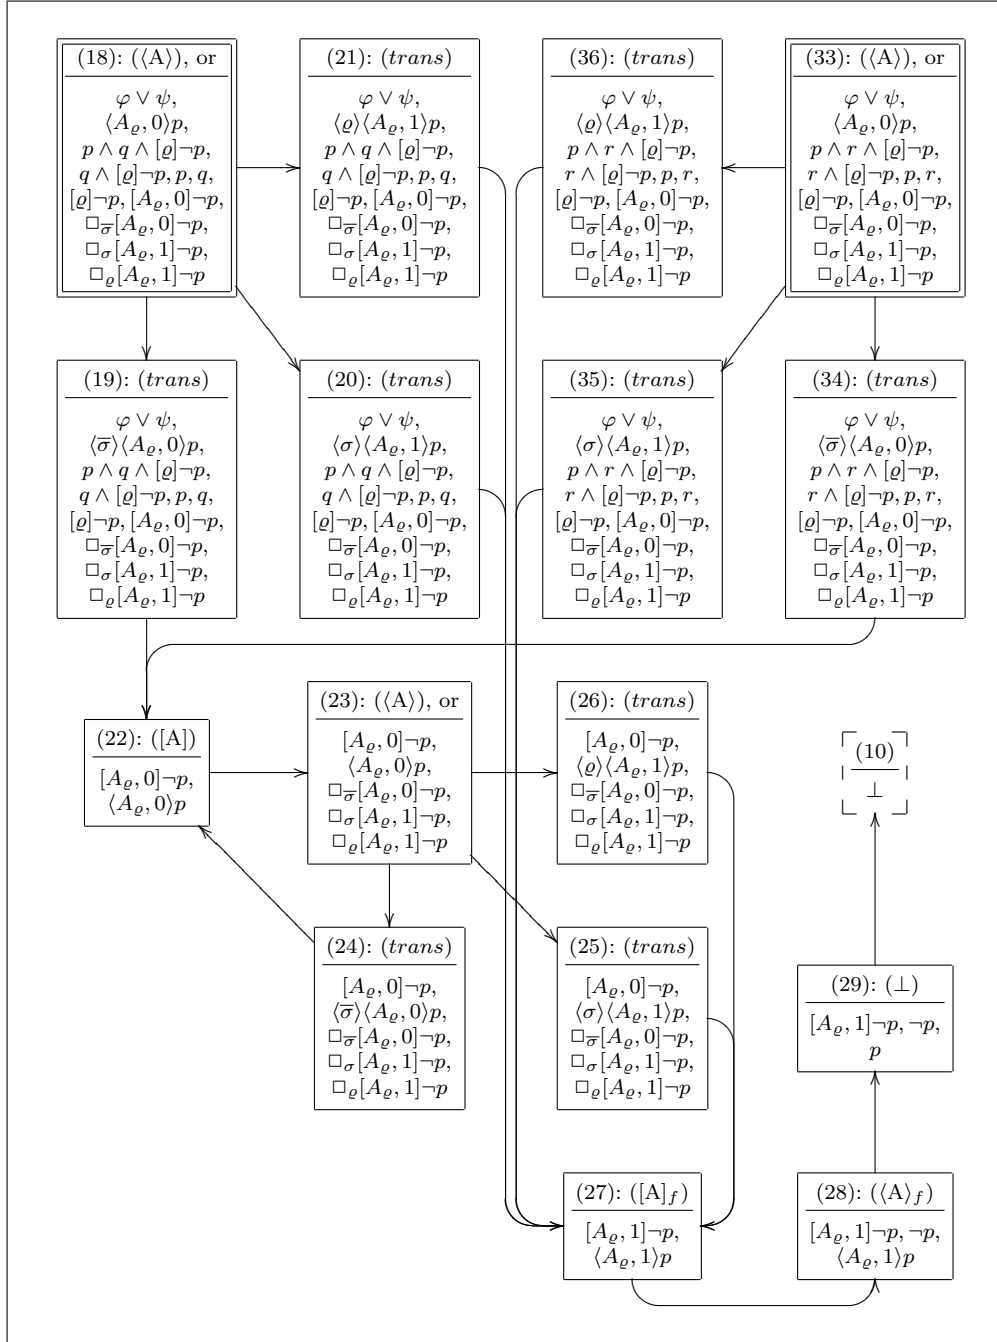 (18): (⟨A⟩), or
φ ∨ ψ,
⟨A_ϱ, 0⟩p,
p ∧ q ∧ [ϱ]¬p,
q ∧ [ϱ]¬p, p, q,
[ϱ]¬p, [A_ϱ, 0]¬p,
□_σ̅[A_ϱ, 0]¬p,
□_σ[A_ϱ, 1]¬p,
□_ϱ[A_ϱ, 1]¬p
(21): (trans)
φ ∨ ψ,
⟨ϱ⟩⟨A_ϱ, 1⟩p,
p ∧ q ∧ [ϱ]¬p,
q ∧ [ϱ]¬p, p, q,
[ϱ]¬p, [A_ϱ, 0]¬p,
□_σ̅[A_ϱ, 0]¬p,
□_σ[A_ϱ, 1]¬p,
□_ϱ[A_ϱ, 1]¬p
(36): (trans)
φ ∨ ψ,
⟨ϱ⟩⟨A_ϱ, 1⟩p,
p ∧ r ∧ [ϱ]¬p,
r ∧ [ϱ]¬p, p, r,
[ϱ]¬p, [A_ϱ, 0]¬p,
□_σ̅[A_ϱ, 0]¬p,
□_σ[A_ϱ, 1]¬p,
□_ϱ[A_ϱ, 1]¬p
(33): (⟨A⟩), or
φ ∨ ψ,
⟨A_ϱ, 0⟩p,
p ∧ r ∧ [ϱ]¬p,
r ∧ [ϱ]¬p, p, r,
[ϱ]¬p, [A_ϱ, 0]¬p,
□_σ̅[A_ϱ, 0]¬p,
□_σ[A_ϱ, 1]¬p,
□_ϱ[A_ϱ, 1]¬p
(19): (trans)
φ ∨ ψ,
⟨σ̅⟩⟨A_ϱ, 0⟩p,
p ∧ q ∧ [ϱ]¬p,
q ∧ [ϱ]¬p, p, q,
[ϱ]¬p, [A_ϱ, 0]¬p,
□_σ̅[A_ϱ, 0]¬p,
□_σ[A_ϱ, 1]¬p,
□_ϱ[A_ϱ, 1]¬p
(20): (trans)
φ ∨ ψ,
⟨σ⟩⟨A_ϱ, 1⟩p,
p ∧ q ∧ [ϱ]¬p,
q ∧ [ϱ]¬p, p, q,
[ϱ]¬p, [A_ϱ, 0]¬p,
□_σ̅[A_ϱ, 0]¬p,
□_σ[A_ϱ, 1]¬p,
□_ϱ[A_ϱ, 1]¬p
(35): (trans)
φ ∨ ψ,
⟨σ⟩⟨A_ϱ, 1⟩p,
p ∧ r ∧ [ϱ]¬p,
r ∧ [ϱ]¬p, p, r,
[ϱ]¬p, [A_ϱ, 0]¬p,
□_σ̅[A_ϱ, 0]¬p,
□_σ[A_ϱ, 1]¬p,
□_ϱ[A_ϱ, 1]¬p
(34): (trans)
φ ∨ ψ,
⟨σ̅⟩⟨A_ϱ, 0⟩p,
p ∧ r ∧ [ϱ]¬p,
r ∧ [ϱ]¬p, p, r,
[ϱ]¬p, [A_ϱ, 0]¬p,
□_σ̅[A_ϱ, 0]¬p,
□_σ[A_ϱ, 1]¬p,
□_ϱ[A_ϱ, 1]¬p
(22): ([A])
[A_ϱ, 0]¬p,
⟨A_ϱ, 0⟩p
(23): (⟨A⟩), or
[A_ϱ, 0]¬p,
⟨A_ϱ, 0⟩p,
□_σ̅[A_ϱ, 0]¬p,
□_σ[A_ϱ, 1]¬p,
□_ϱ[A_ϱ, 1]¬p
(26): (trans)
[A_ϱ, 0]¬p,
⟨ϱ⟩⟨A_ϱ, 1⟩p,
□_σ̅[A_ϱ, 0]¬p,
□_σ[A_ϱ, 1]¬p,
□_ϱ[A_ϱ, 1]¬p
(10)
⊥
(24): (trans)
[A_ϱ, 0]¬p,
⟨σ̅⟩⟨A_ϱ, 0⟩p,
□_σ̅[A_ϱ, 0]¬p,
□_σ[A_ϱ, 1]¬p,
□_ϱ[A_ϱ, 1]¬p
(25): (trans)
[A_ϱ, 0]¬p,
⟨σ⟩⟨A_ϱ, 1⟩p,
□_σ̅[A_ϱ, 0]¬p,
□_σ[A_ϱ, 1]¬p,
□_ϱ[A_ϱ, 1]¬p
(29): (⊥)
[A_ϱ, 1]¬p, ¬p,
p
(27): ([A]_f)
[A_ϱ, 1]¬p,
⟨A_ϱ, 1⟩p
(28): (⟨A⟩_f)
[A_ϱ, 1]¬p, ¬p,
⟨A_ϱ, 1⟩p